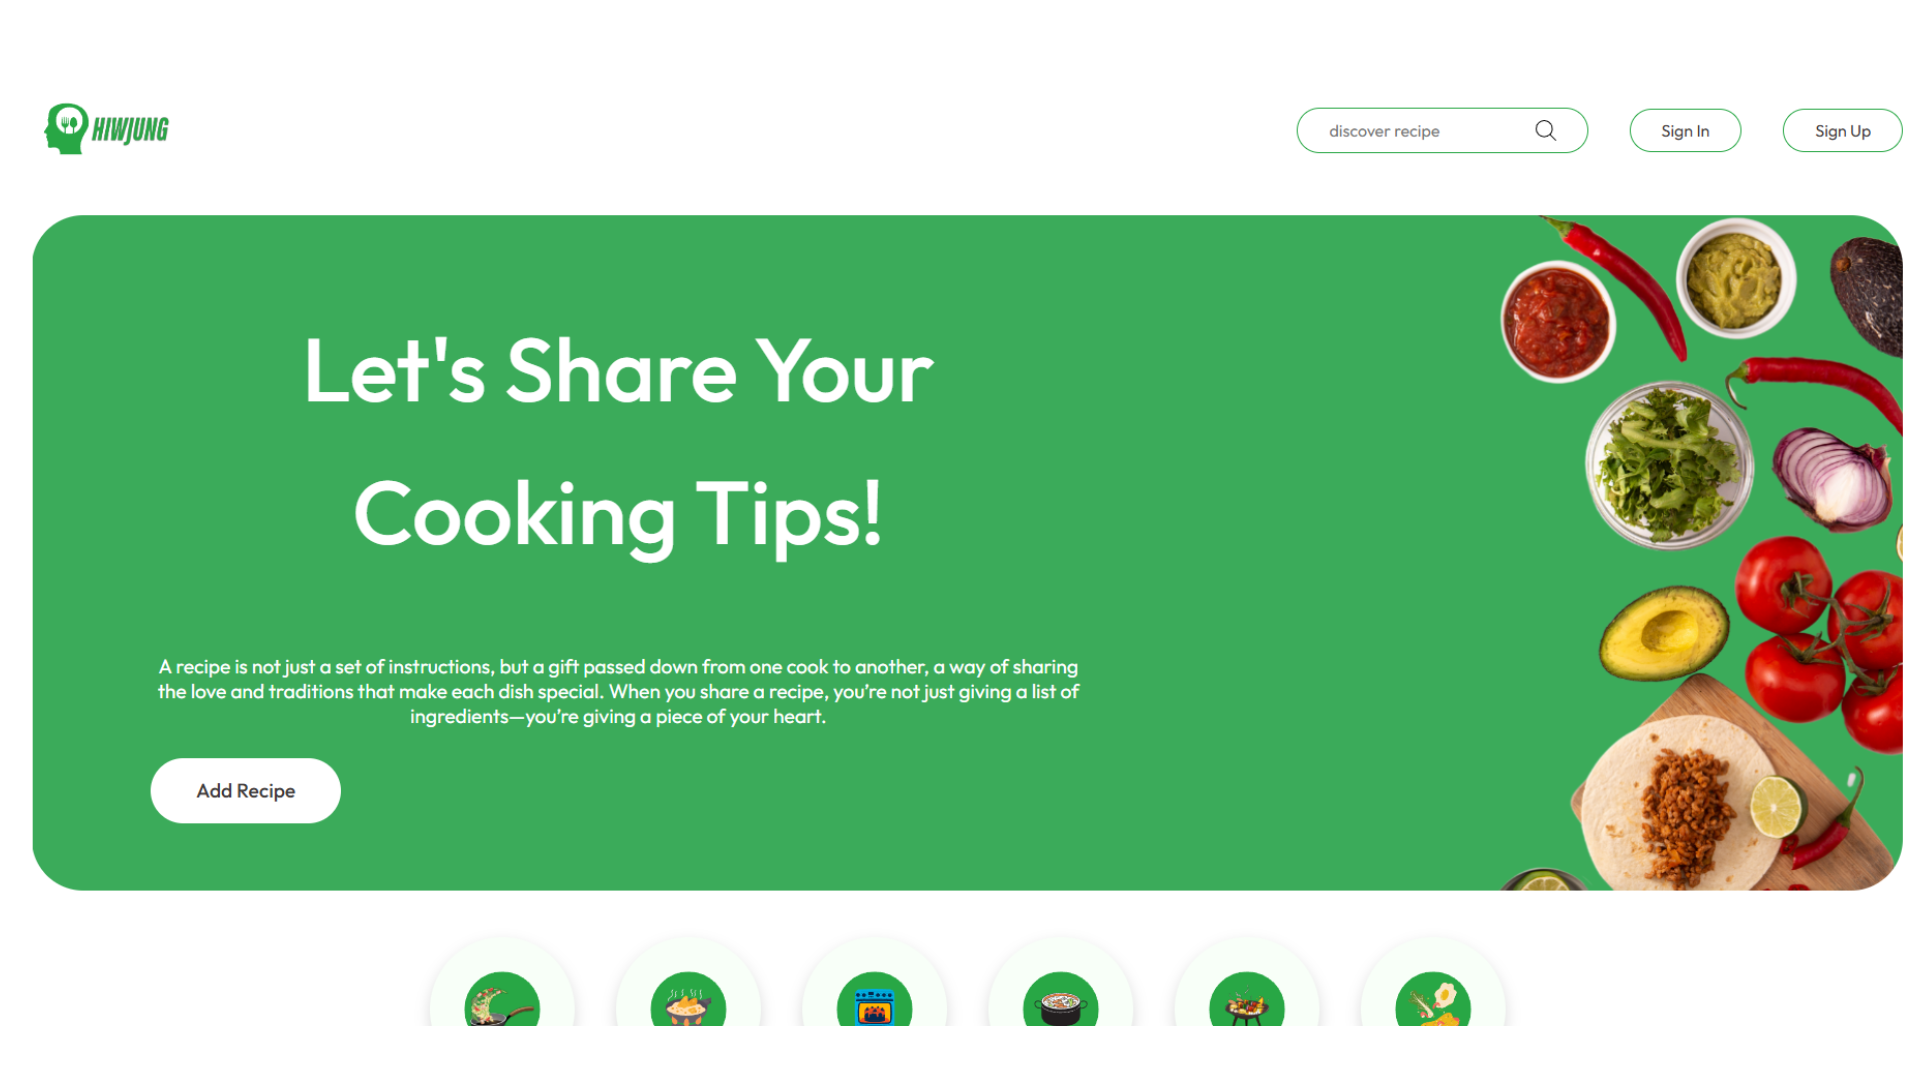 HIWJUNG
discover recipe
Sign In
Sign Up
Let's Share Your
Cooking Tips!
A recipe is not just a set of instructions, but a gift passed down from one cook to another, a way of sharing
the love and traditions that make each dish special. When you share a recipe, you’re not just giving a list of
ingredients—you’re giving a piece of your heart.
Add Recipe